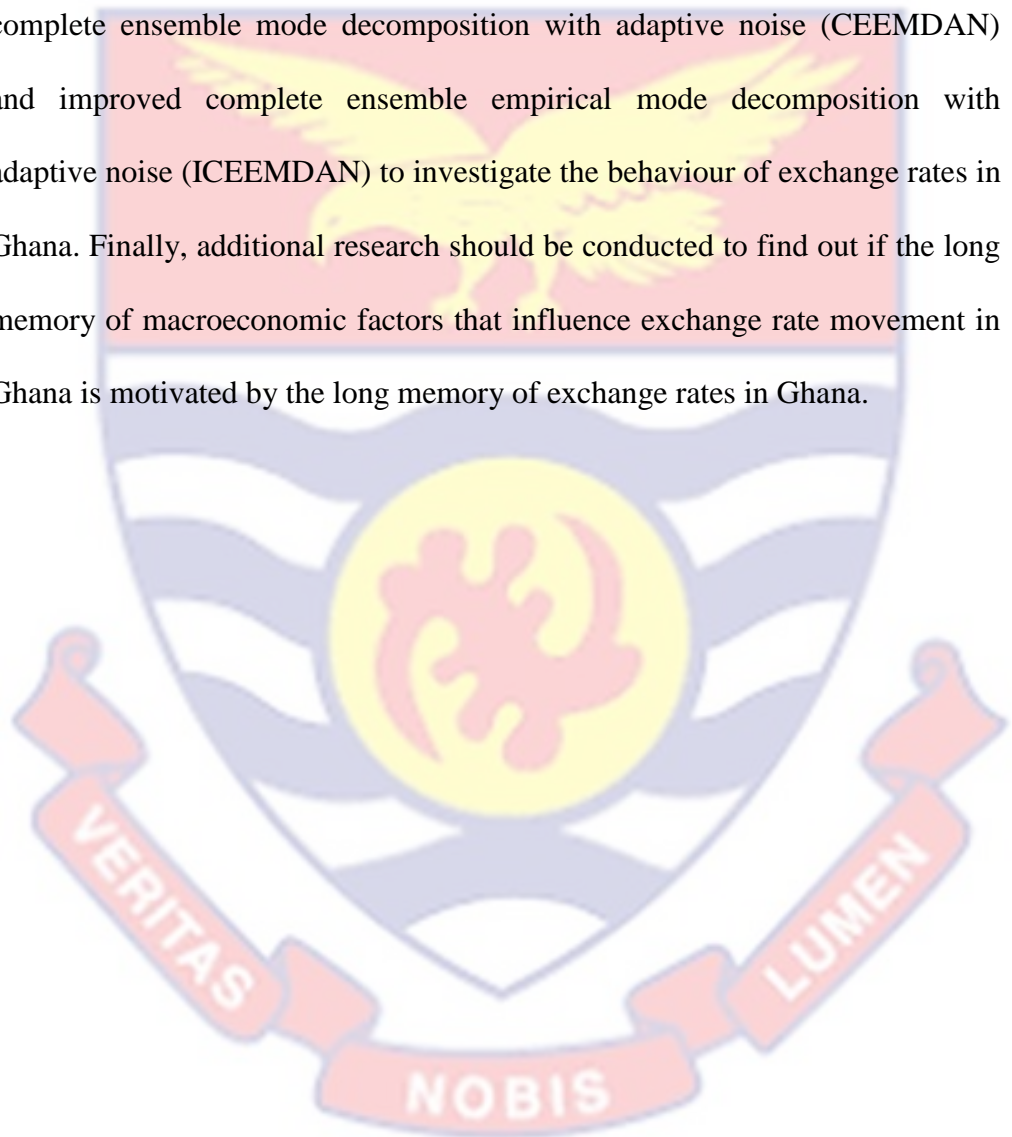 complete ensemble mode decomposition with adaptive noise (CEEMDAN)
and improved complete ensemble empirical mode decomposition with
adaptive noise (ICEEMDAN) to investigate the behaviour of exchange rates in
Ghana. Finally, additional research should be conducted to find out if the long
memory of macroeconomic factors that influence exchange rate movement in
Ghana is motivated by the long memory of exchange rates in Ghana.
VERITAS
NOBIS
LUMEN